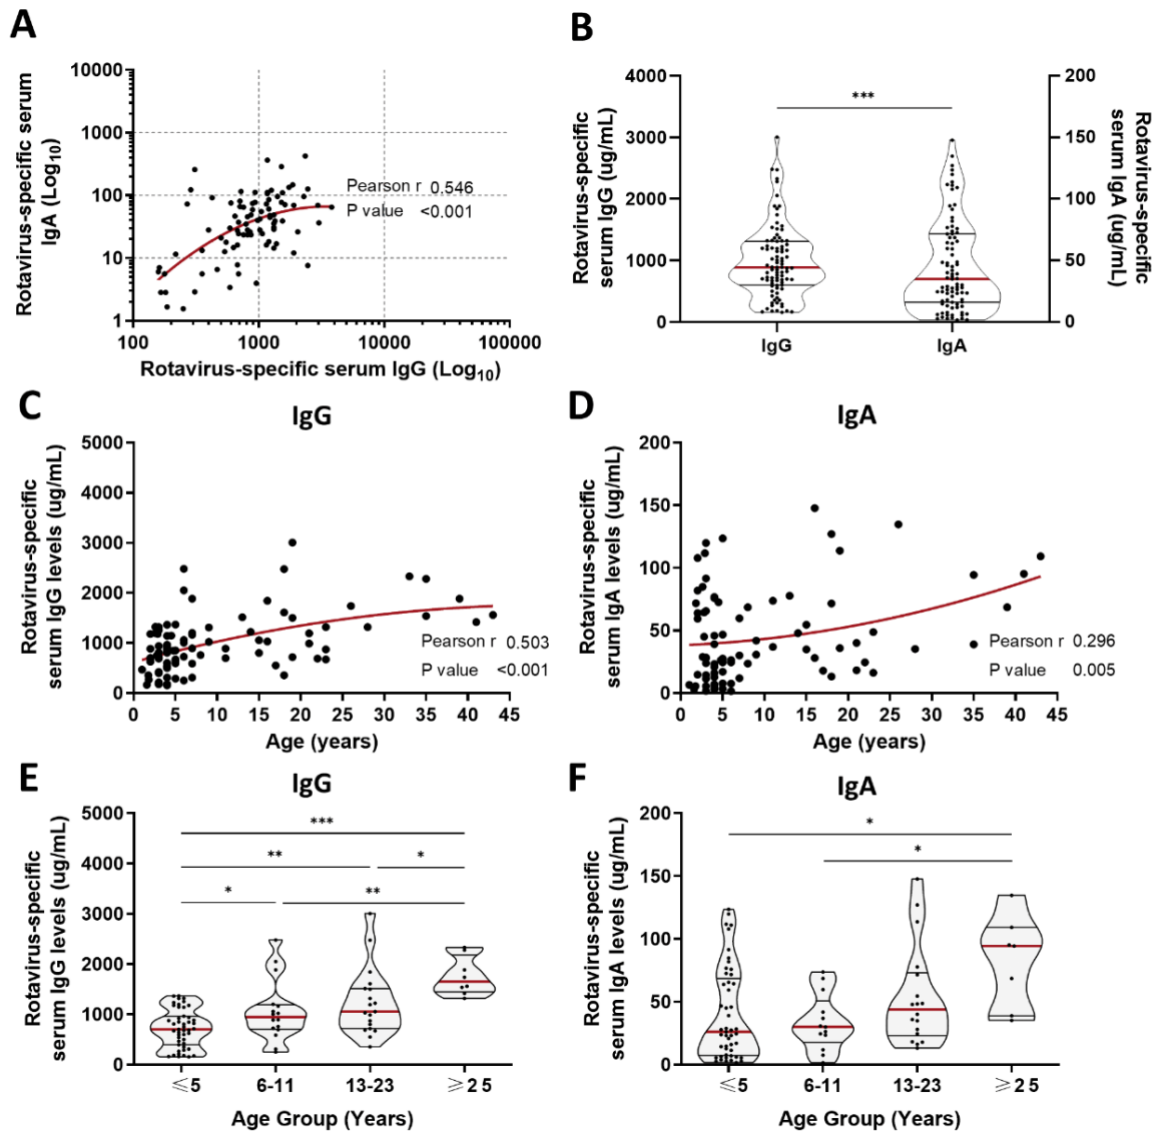 A
Rotavirus-specific serum
IgA (Log10)
10000
1000
100
10
1
Pearson r 0.546
P value <0.001
100 1000 10000 100000
Rotavirus-specific serum IgG (Log10)
B
Rotavirus-specific
serum IgG (ug/mL)
4000
3000
2000
1000
0
***
200
150
100
50
0
Rotavirus-specific
serum IgA (ug/mL)
IgG IgA
C
IgG
Rotavirus-specific
serum IgG levels (ug/mL)
5000
4000
3000
2000
1000
0
Pearson r 0.503
P value <0.001
0 5 10 15 20 25 30 35 40 45
Age (years)
D
IgA
Rotavirus-specific
serum IgA levels (ug/mL)
200
150
100
50
0
Pearson r 0.296
P value 0.005
0 5 10 15 20 25 30 35 40 45
Age (years)
E
IgG
Rotavirus-specific
serum IgG levels (ug/mL)
5000
4000
3000
2000
1000
0
***
** *
* **
≤5 6-11 13-23 ≥25
Age Group (Years)
F
IgA
Rotavirus-specific
serum IgA levels (ug/mL)
200
150
100
50
0
*
*
≤5 6-11 13-23 ≥25
Age Group (Years)